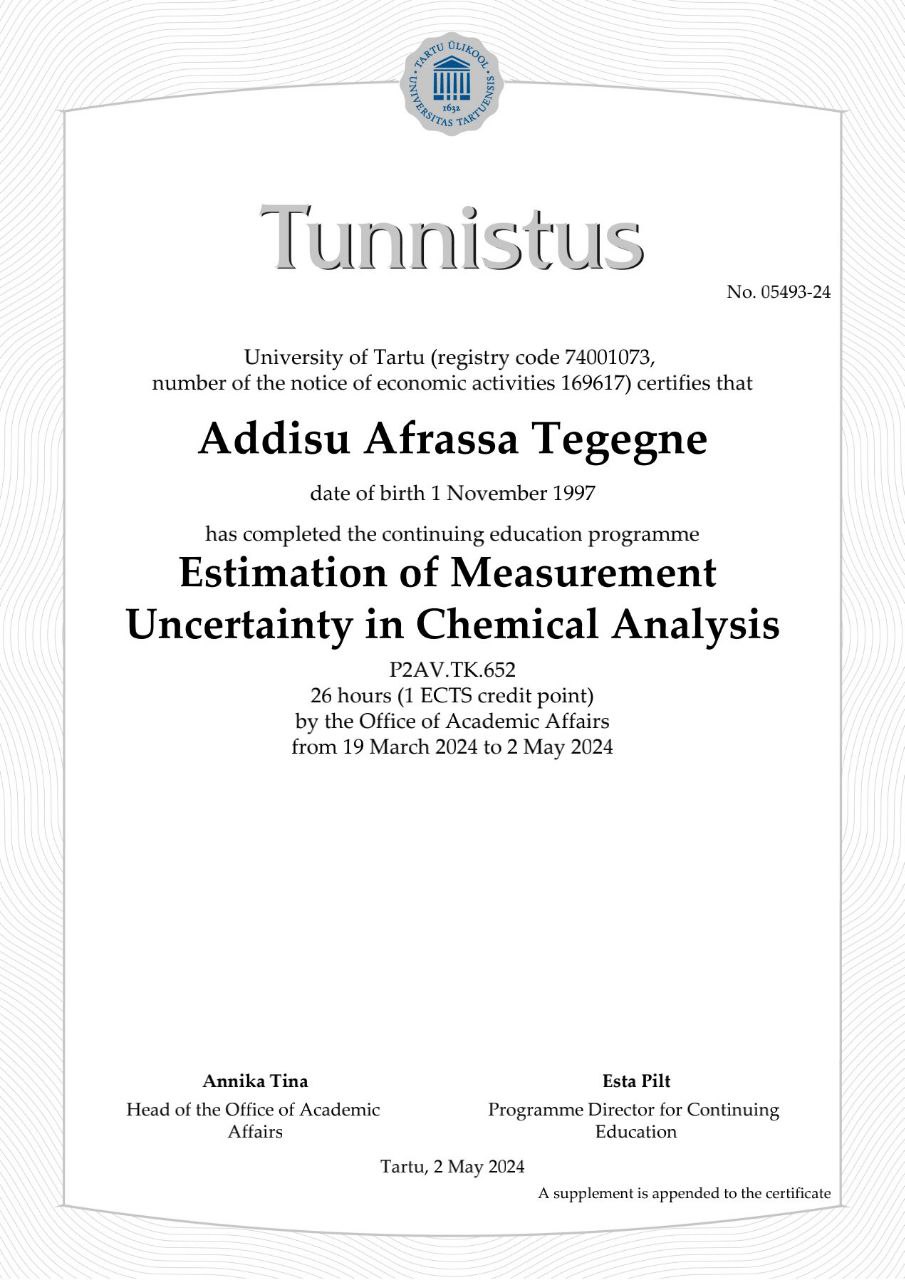 TARTU ÜLIKOOL
UNIVERSITAS TARTUENSIS
1632
Tunnistus
No. 05493-24
University of Tartu (registry code 74001073,
number of the notice of economic activities 169617) certifies that
Addisu Afrassa Tegegne
date of birth 1 November 1997
has completed the continuing education programme
Estimation of Measurement
Uncertainty in Chemical Analysis
P2AV.TK.652
26 hours (1 ECTS credit point)
by the Office of Academic Affairs
from 19 March 2024 to 2 May 2024
Annika Tina
Head of the Office of Academic
Affairs
Esta Pilt
Programme Director for Continuing
Education
Tartu, 2 May 2024
A supplement is appended to the certificate